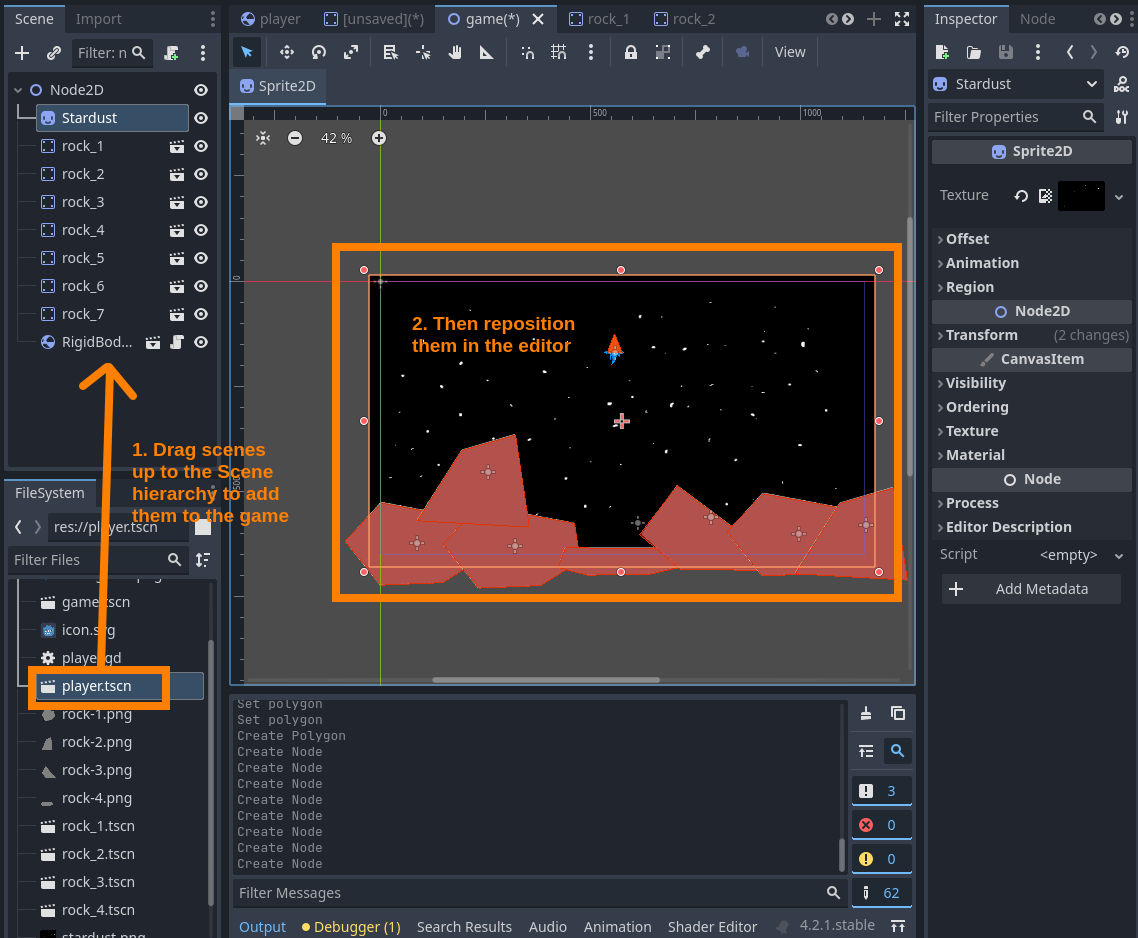 Scene
Import
Filter: n
Node2D
Stardust
rock_1
rock_2
rock_3
rock_4
rock_5
rock_6
rock_7
RigidBod...
1. Drag scenes
up to the Scene
hierarchy to add
them to the game
FileSystem
res://player.tscn
Filter Files
game.tscn
icon.svg
player.gd
player.tscn
rock-1.png
rock-2.png
rock-3.png
rock-4.png
rock_1.tscn
rock_2.tscn
rock_3.tscn
rock_4.tscn
stardust.png
player
[unsaved](*)
game(*)
rock_1
rock_2
View
Sprite2D
0
500
1000
42 %
0
500
2. Then reposition
them in the editor
Set polygon
Set polygon
Create Polygon
Create Node
Create Node
Create Node
Create Node
Create Node
Create Node
Create Node
Create Node
3
0
0
62
Filter Messages
Output
Debugger (1)
Search Results
Audio
Animation
Shader Editor
4.2.1.stable
Inspector
Node
Stardust
DOC
Filter Properties
Sprite2D
Texture
Offset
Animation
Region
Node2D
Transform (2 changes)
CanvasItem
Visibility
Ordering
Texture
Material
Node
Process
Editor Description
Script <empty>
Add Metadata